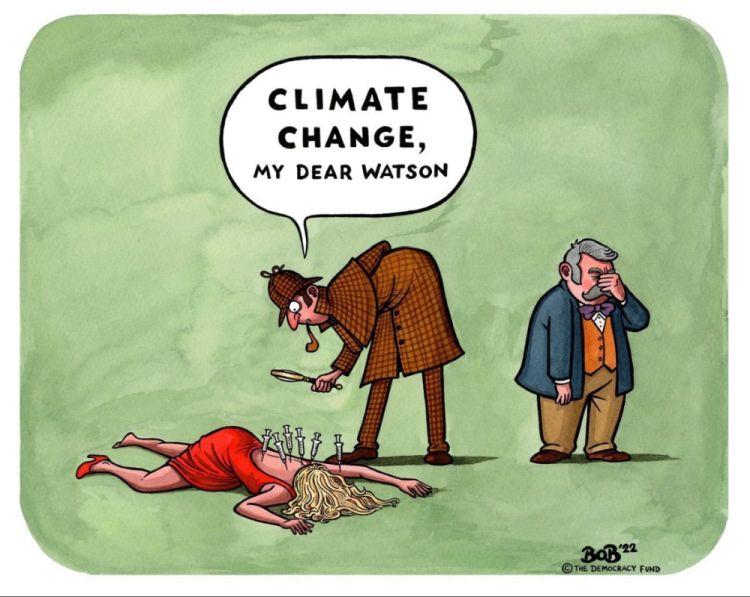 CLIMATE
CHANGE,
MY DEAR WATSON
BOB '22
© THE DEMOCRACY FUND